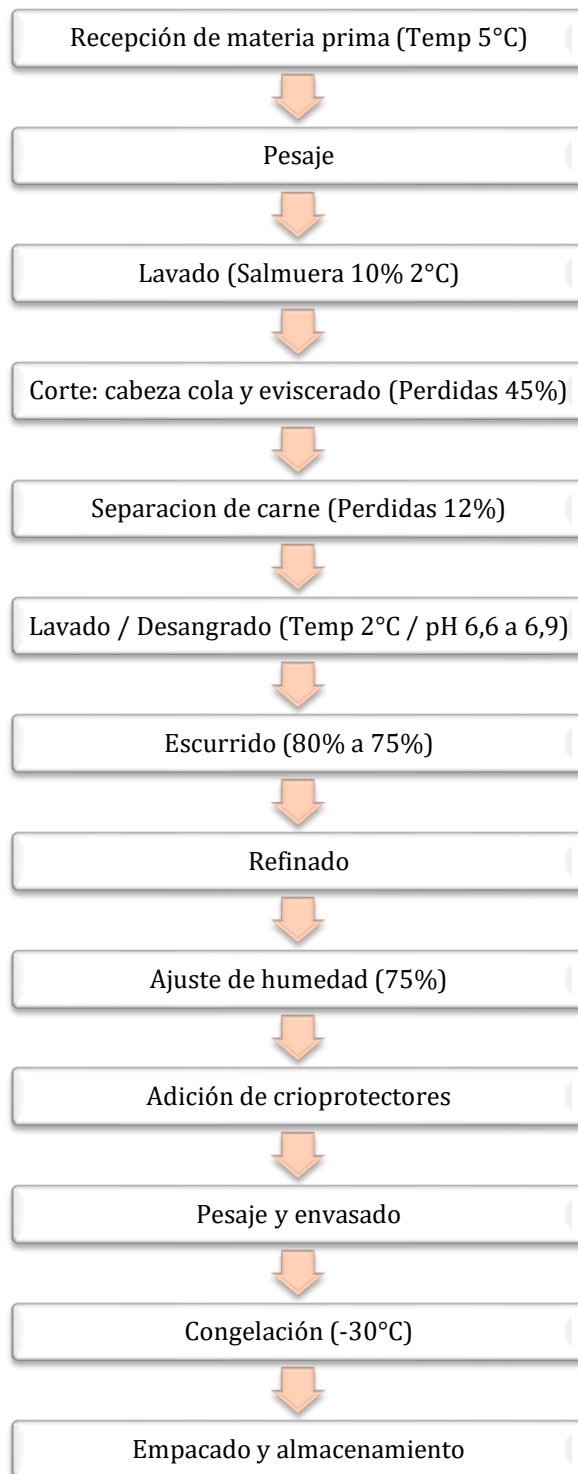 Recepción de materia prima (Temp 5°C)
Pesaje
Lavado (Salmuera 10% 2°C)
Corte: cabeza cola y eviscerado (Perdidas 45%)
Separacion de carne (Perdidas 12%)
Lavado / Desangrado (Temp 2°C / pH 6,6 a 6,9)
Escurrido (80% a 75%)
Refinado
Ajuste de humedad (75%)
Adición de crioprotectores
Pesaje y envasado
Congelación (-30°C)
Empacado y almacenamiento